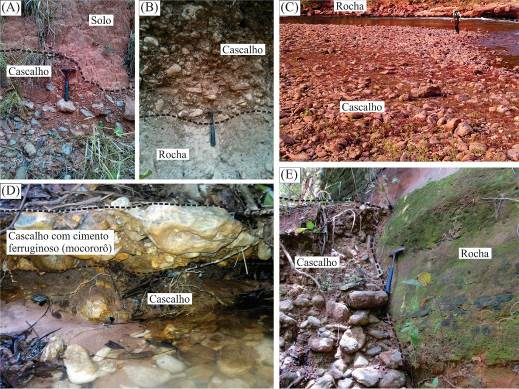 (A)
Solo
Cascalho
(B)
Cascalho
Rocha
(C)
Rocha
Cascalho
(D)
Cascalho com cimento
ferruginoso (mocororô)
Cascalho
(E)
Cascalho
Rocha